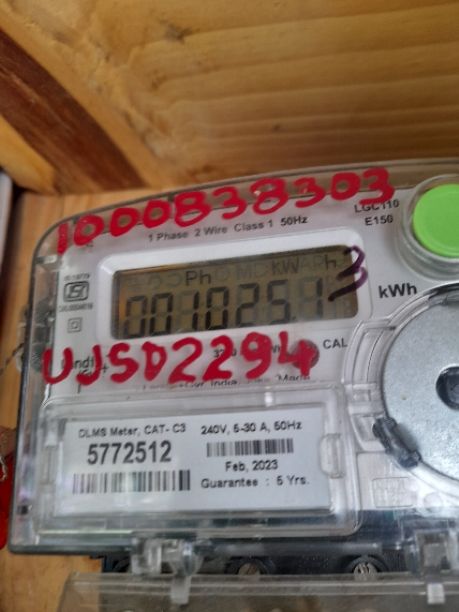 1000838303
LGC110
E150
1 Phase 2 Wire Class 1 50Hz
001025.1
3
kWh
UJSD2294
CAL
DLMS Meter, CAT- C3
240V, 5-30 A, 50Hz
5772512
Feb, 2023
Guarantee : 5 Yrs.